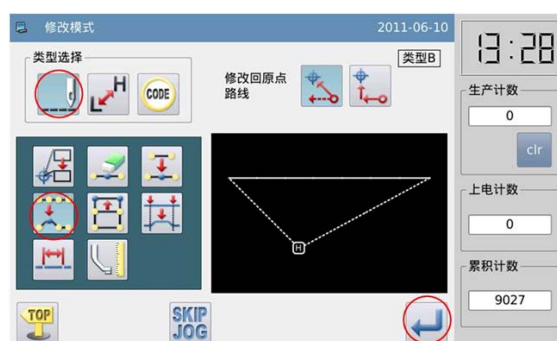 修改模式
2011-06-10
类型选择
H
L
CODE
修改回原点
路线
类型B
H
TOP
SKIP
JOG
13:28
生产计数
0
clr
上电计数
0
累积计数
9027